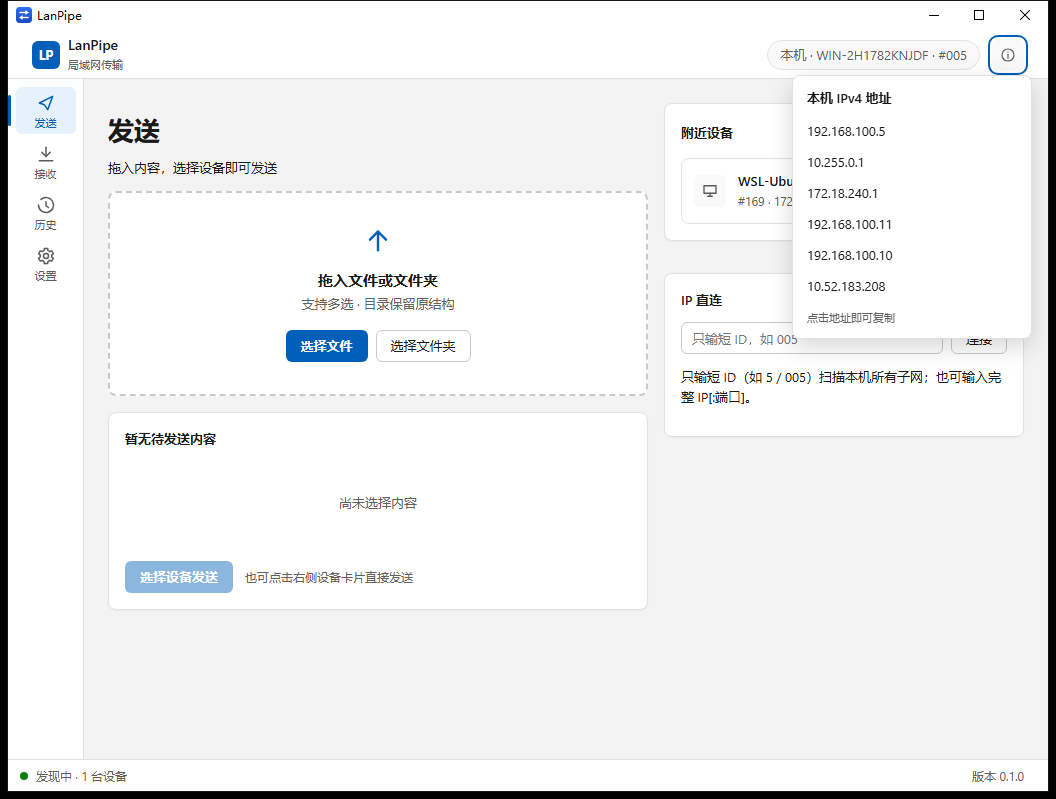 LanPipe
LP
LanPipe
局域网传输
本机 · WIN-2H1782KNJDF · #005
发送
接收
历史
设置
发送
拖入内容，选择设备即可发送
拖入文件或文件夹
支持多选 · 目录保留原结构
选择文件
选择文件夹
暂无待发送内容
尚未选择内容
选择设备发送
也可点击右侧设备卡片直接发送
附近设备
WSL-Ubu
#169 · 172
本机 IPv4 地址
192.168.100.5
10.255.0.1
172.18.240.1
192.168.100.11
192.168.100.10
10.52.183.208
点击地址即可复制
IP 直连
只输短 ID，如 005
连接
只输短 ID（如 5 / 005）扫描本机所有子网；也可输入完
整 IP[:端口]。
发现中 · 1 台设备
版本 0.1.0